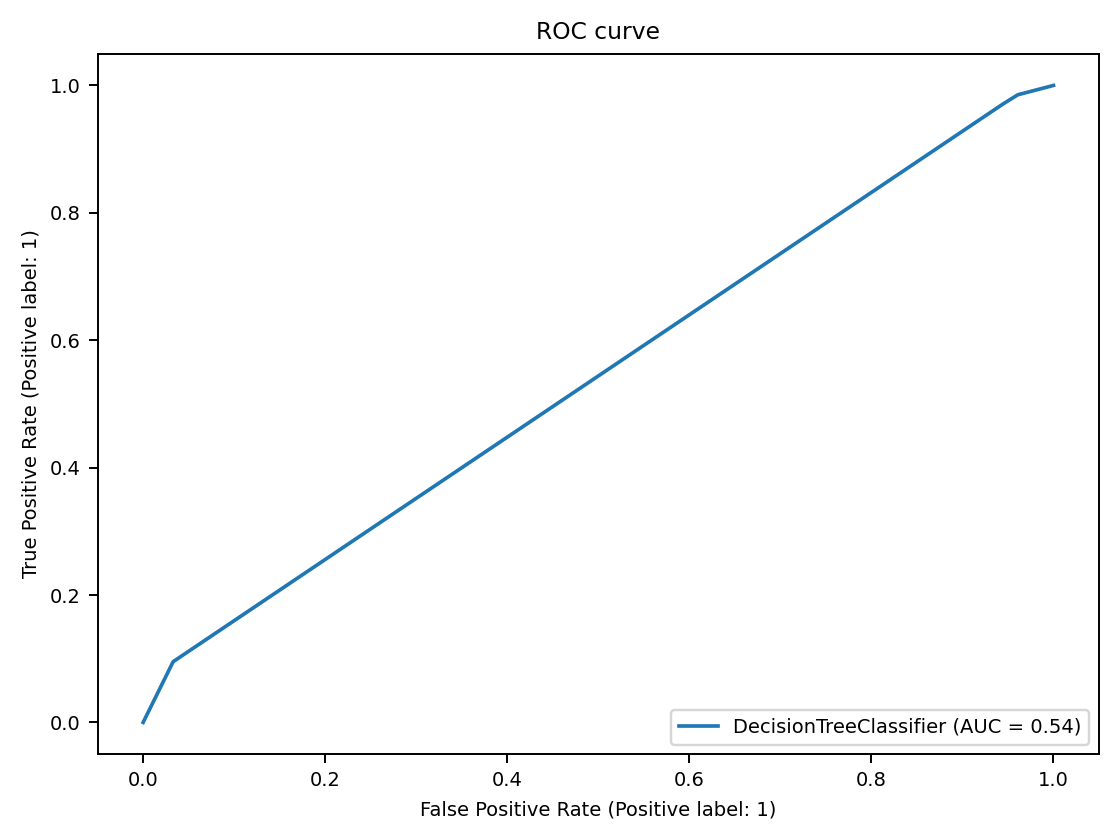 ROC curve
True Positive Rate (Positive label: 1)
1.0
0.8
0.6
0.4
0.2
0.0
DecisionTreeClassifier (AUC = 0.54)
0.0 0.2 0.4 0.6 0.8 1.0
False Positive Rate (Positive label: 1)